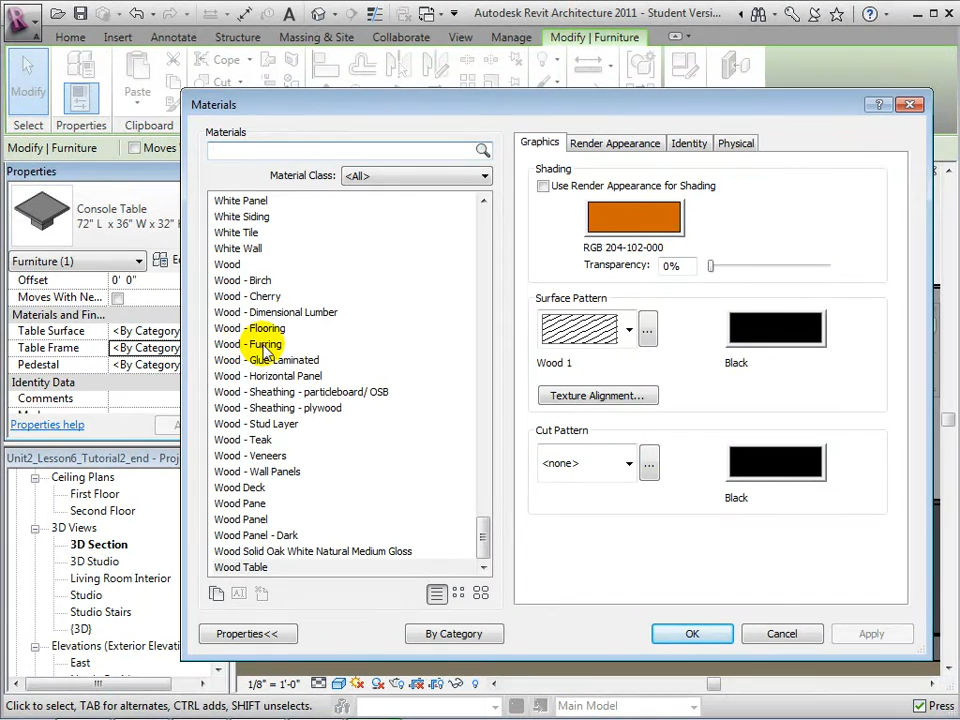 Autodesk Revit Architecture 2011 - Student Versi...
Home Insert Annotate Structure Massing & Site Collaborate View Manage Modify | Furniture
Modify
Paste
Cope
Cut
Select Properties Clipboard
Modify | Furniture
Moves
Properties
Console Table
72" L x 36" W x 32" H
Furniture (1)
Offset 0' 0"
Moves With Ne...
Materials and Fin...
Table Surface <By Category
Table Frame <By Category
Pedestal <By Category
Identity Data
Comments
Properties help
Unit2_Lesson6_Tutorial2_end - Proj
Ceiling Plans
First Floor
Second Floor
3D Views
3D Section
3D Studio
Living Room Interior
Studio
Studio Stairs
{3D}
Elevations (Exterior Elevati
East
Materials
Materials
Material Class: <All>
White Panel
White Siding
White Tile
White Wall
Wood
Wood - Birch
Wood - Cherry
Wood - Dimensional Lumber
Wood - Flooring
Wood - Furring
Wood - Glue-Laminated
Wood - Horizontal Panel
Wood - Sheathing - particleboard/ OSB
Wood - Sheathing - plywood
Wood - Stud Layer
Wood - Teak
Wood - Veneers
Wood - Wall Panels
Wood Deck
Wood Pane
Wood Panel
Wood Panel - Dark
Wood Solid Oak White Natural Medium Gloss
Wood Table
Properties<<
By Category
Graphics Render Appearance Identity Physical
Shading
Use Render Appearance for Shading
RGB 204-102-000
Transparency: 0%
Surface Pattern
...
Wood 1
Black
Texture Alignment...
Cut Pattern
<none>
...
Black
OK Cancel Apply
1/8" = 1'-0"
Click to select, TAB for alternates, CTRL adds, SHIFT unselects.
Main Model
Press